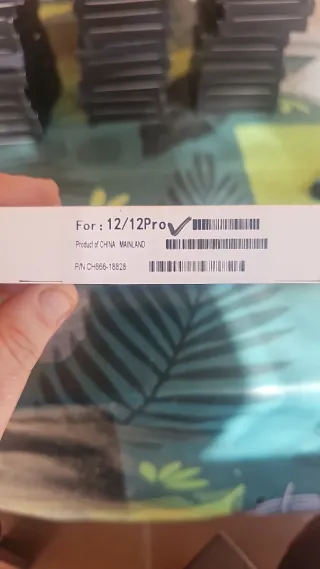 For: 12/12Pro
Product of CHINA MAINLAND
P/N CH666-18828